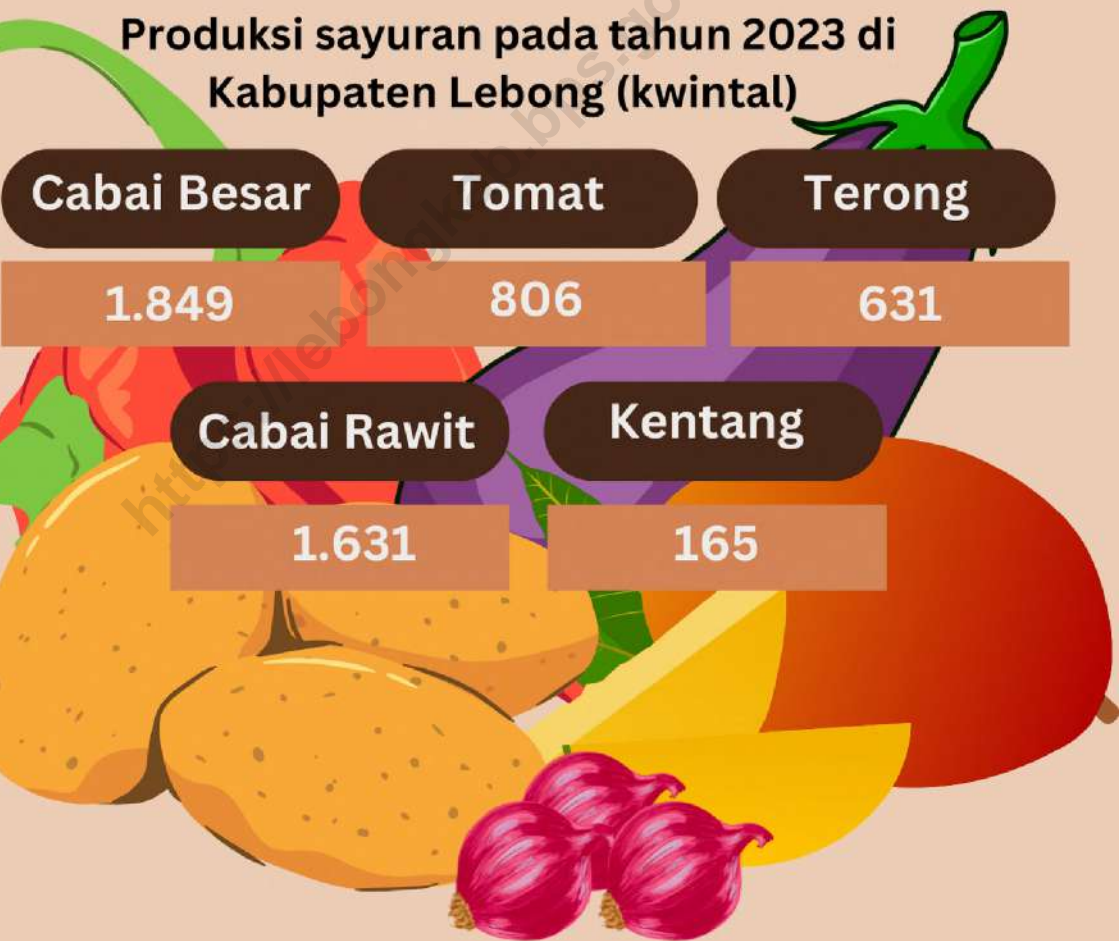 Produksi sayuran pada tahun 2023 di
Kabupaten Lebong (kwintal)
Cabai Besar
Tomat
Terong
1.849
806
631
Cabai Rawit
Kentang
1.631
165